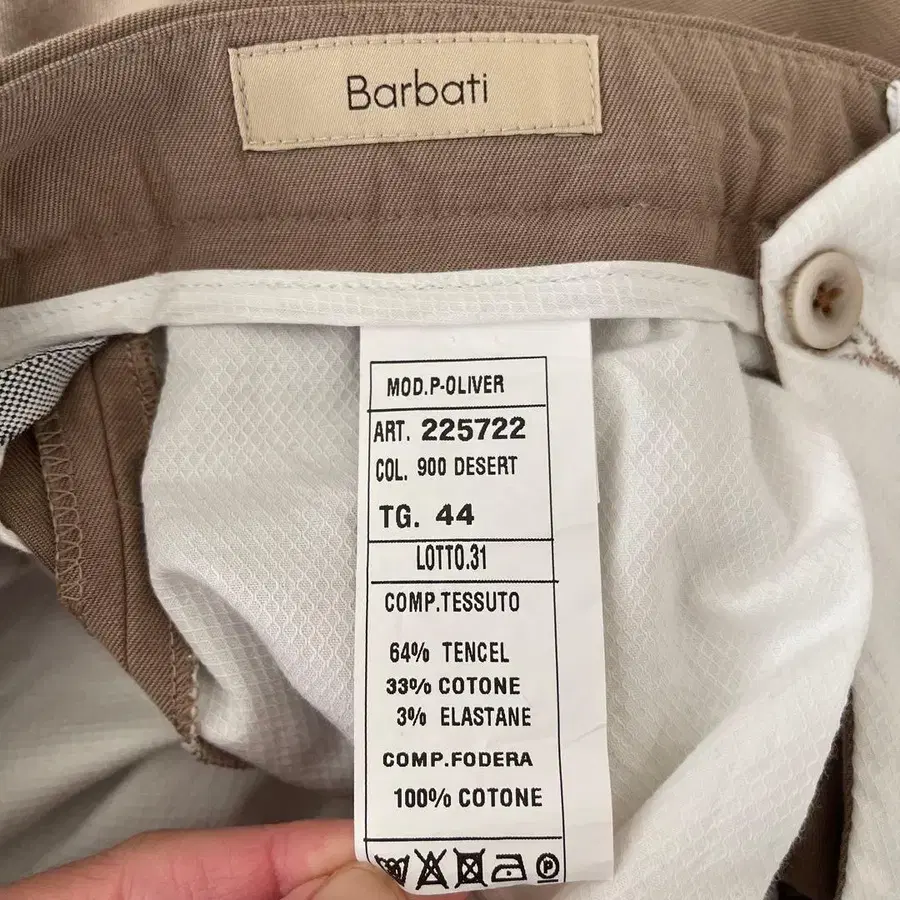 Barbati
MOD.P-OLIVER
ART. 225722
COL. 900 DESERT
TG. 44
LOTTO.31
COMP.TESSUTO
64% TENCEL
33% COTONE
3% ELASTANE
COMP.FODERA
100% COTONE
P